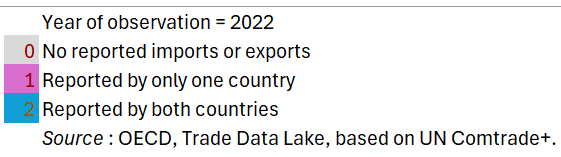 Year of observation = 2022
0 No reported imports or exports
1 Reported by only one country
2 Reported by both countries
Source : OECD, Trade Data Lake, based on UN Comtrade+.